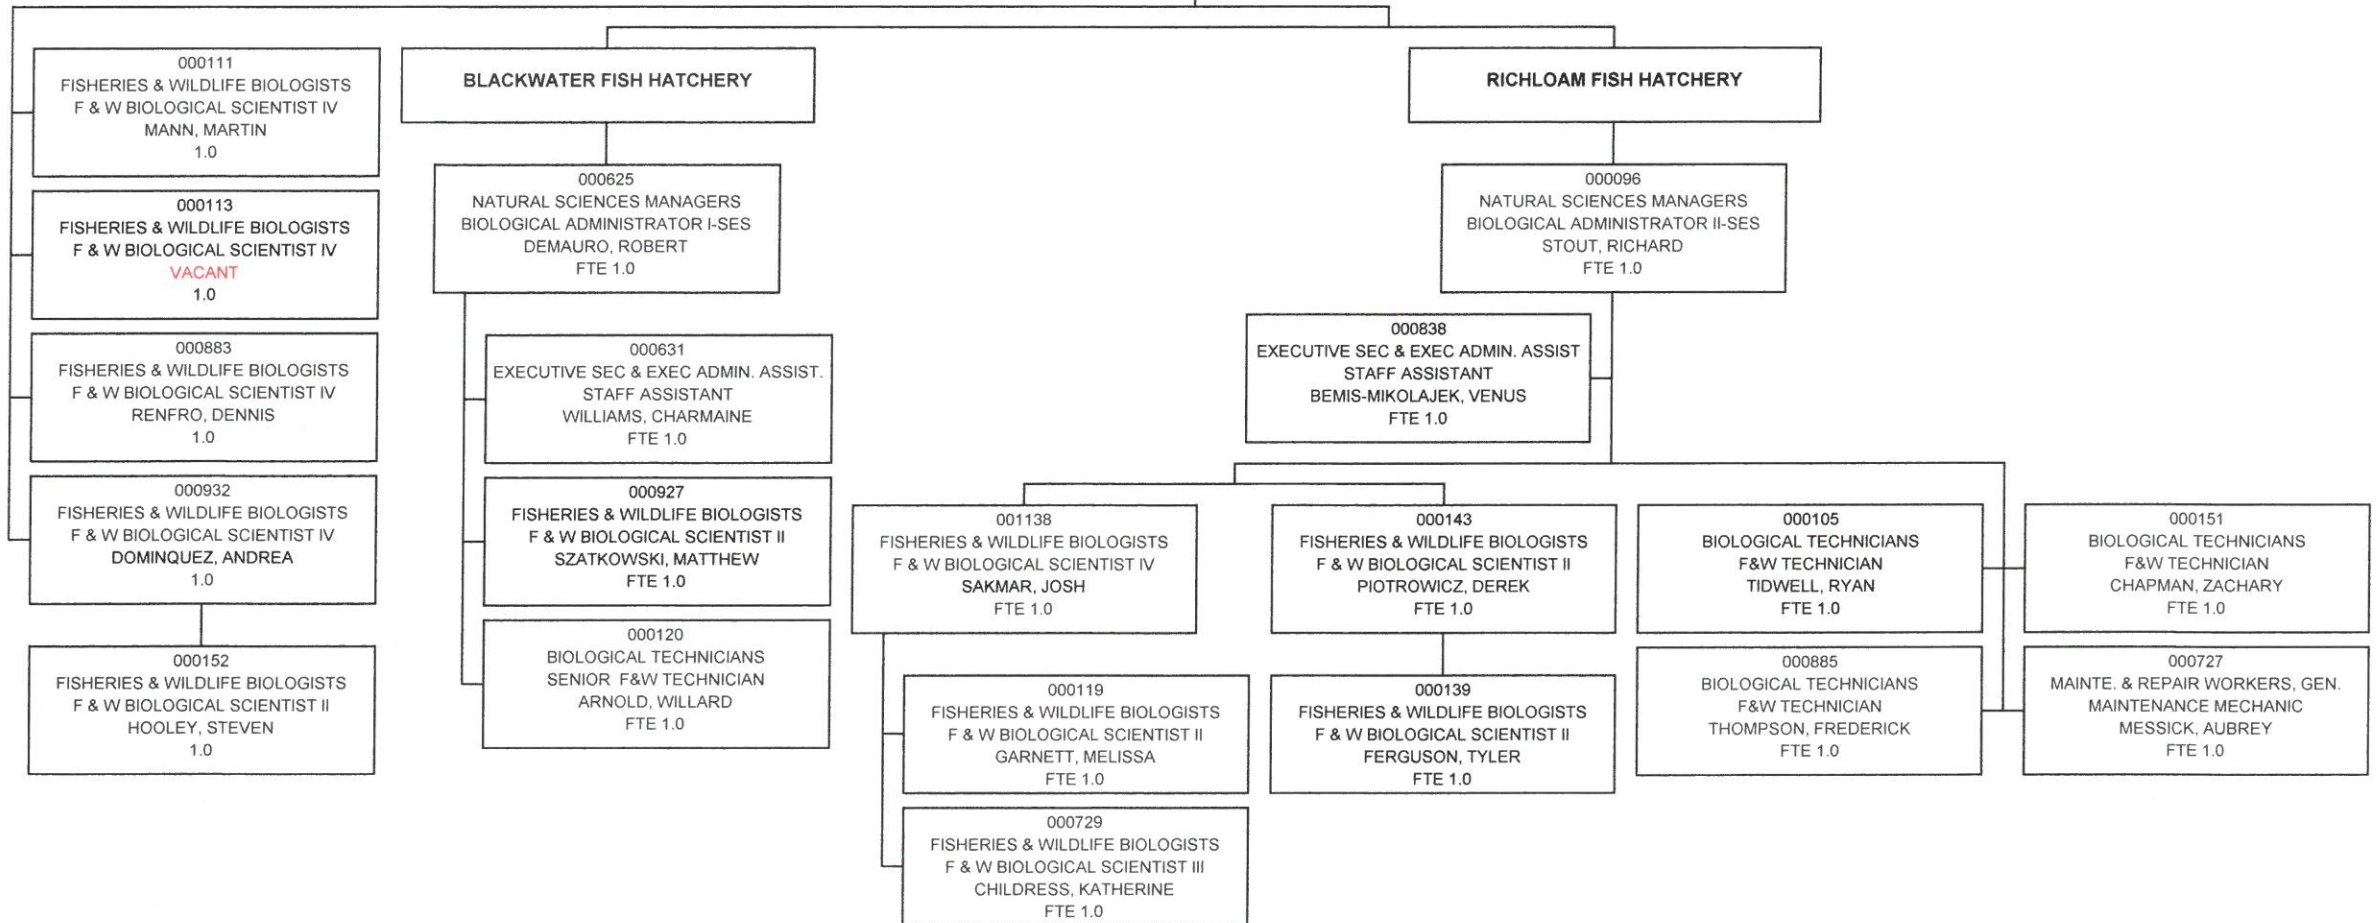 000111
FISHERIES & WILDLIFE BIOLOGISTS
F & W BIOLOGICAL SCIENTIST IV
MANN, MARTIN
1.0
000113
FISHERIES & WILDLIFE BIOLOGISTS
F & W BIOLOGICAL SCIENTIST IV
VACANT
1.0
000883
FISHERIES & WILDLIFE BIOLOGISTS
F & W BIOLOGICAL SCIENTIST IV
RENFRO, DENNIS
1.0
000932
FISHERIES & WILDLIFE BIOLOGISTS
F & W BIOLOGICAL SCIENTIST IV
DOMINQUEZ, ANDREA
1.0
000152
FISHERIES & WILDLIFE BIOLOGISTS
F & W BIOLOGICAL SCIENTIST II
HOOLEY, STEVEN
1.0
BLACKWATER FISH HATCHERY
000625
NATURAL SCIENCES MANAGERS
BIOLOGICAL ADMINISTRATOR I-SES
DEMAURO, ROBERT
FTE 1.0
000631
EXECUTIVE SEC & EXEC ADMIN. ASSIST.
STAFF ASSISTANT
WILLIAMS, CHARMAINE
FTE 1.0
000927
FISHERIES & WILDLIFE BIOLOGISTS
F & W BIOLOGICAL SCIENTIST II
SZATKOWSKI, MATTHEW
FTE 1.0
000120
BIOLOGICAL TECHNICIANS
SENIOR F&W TECHNICIAN
ARNOLD, WILLARD
FTE 1.0
RICHLOAM FISH HATCHERY
000096
NATURAL SCIENCES MANAGERS
BIOLOGICAL ADMINISTRATOR II-SES
STOUT, RICHARD
FTE 1.0
000838
EXECUTIVE SEC & EXEC ADMIN. ASSIST
STAFF ASSISTANT
BEMIS-MIKOLAJEK, VENUS
FTE 1.0
001138
FISHERIES & WILDLIFE BIOLOGISTS
F & W BIOLOGICAL SCIENTIST IV
SAKMAR, JOSH
FTE 1.0
000119
FISHERIES & WILDLIFE BIOLOGISTS
F & W BIOLOGICAL SCIENTIST II
GARNETT, MELISSA
FTE 1.0
000729
FISHERIES & WILDLIFE BIOLOGISTS
F & W BIOLOGICAL SCIENTIST III
CHILDRESS, KATHERINE
FTE 1.0
000143
FISHERIES & WILDLIFE BIOLOGISTS
F & W BIOLOGICAL SCIENTIST II
PIOTROWICZ, DEREK
FTE 1.0
000139
FISHERIES & WILDLIFE BIOLOGISTS
F & W BIOLOGICAL SCIENTIST II
FERGUSON, TYLER
FTE 1.0
000105
BIOLOGICAL TECHNICIANS
F&W TECHNICIAN
TIDWELL, RYAN
FTE 1.0
000885
BIOLOGICAL TECHNICIANS
F&W TECHNICIAN
THOMPSON, FREDERICK
FTE 1.0
000151
BIOLOGICAL TECHNICIANS
F&W TECHNICIAN
CHAPMAN, ZACHARY
FTE 1.0
000727
MAINTE. & REPAIR WORKERS, GEN.
MAINTENANCE MECHANIC
MESSICK, AUBREY
FTE 1.0